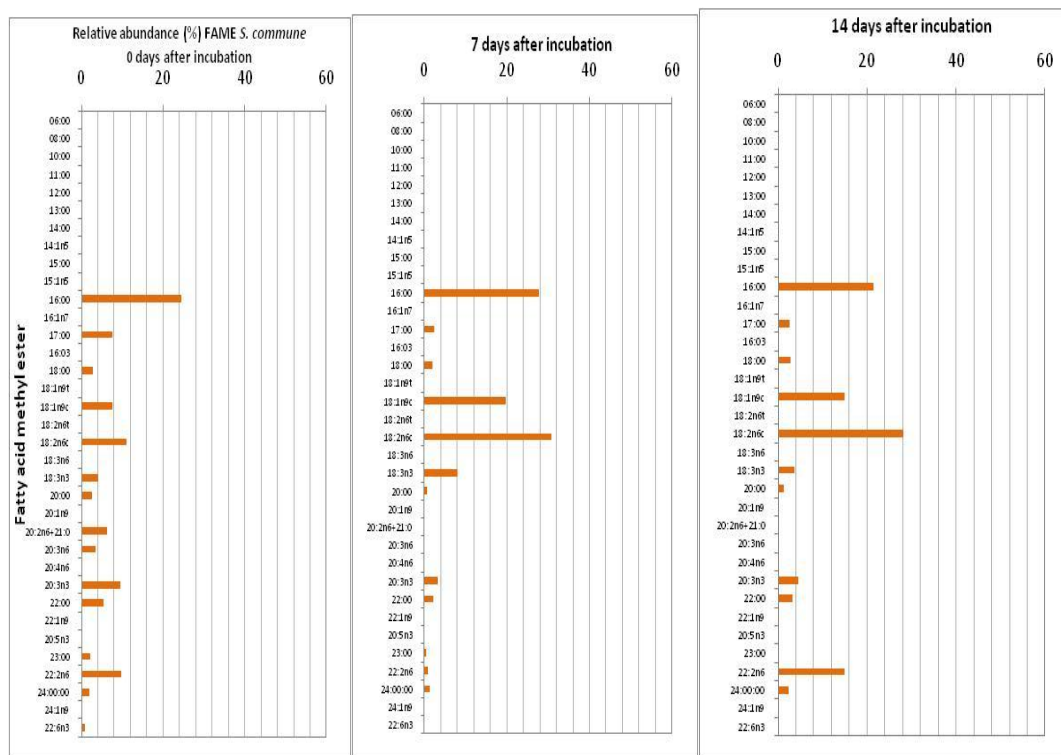 Relative abundance (%) FAME S. commune
0 days after incubation
0 20 40 60
Fatty acid methyl ester
06:00
08:00
10:00
11:00
12:00
13:00
14:00
14:1n5
15:00
15:1n5
16:00
16:1n7
17:00
16:03
18:00
18:1n9t
18:1n9c
18:2n6t
18:2n6c
18:3n6
18:3n3
20:00
20:1n9
20:2n6+21:0
20:3n6
20:4n6
20:3n3
22:00
22:1n9
20:5n3
23:00
22:2n6
24:00:00
24:1n9
22:6n3
7 days after incubation
0 20 40 60
06:00
08:00
10:00
11:00
12:00
13:00
14:00
14:1n5
15:00
15:1n5
16:00
16:1n7
17:00
16:03
18:00
18:1n9t
18:1n9c
18:2n6t
18:2n6c
18:3n6
18:3n3
20:00
20:1n9
20:2n6+21:0
20:3n6
20:4n6
20:3n3
22:00
22:1n9
20:5n3
23:00
22:2n6
24:00:00
24:1n9
22:6n3
14 days after incubation
0 20 40 60
06:00
08:00
10:00
11:00
12:00
13:00
14:00
14:1n5
15:00
15:1n5
16:00
16:1n7
17:00
16:03
18:00
18:1n9t
18:1n9c
18:2n6t
18:2n6c
18:3n6
18:3n3
20:00
20:1n9
20:2n6+21:0
20:3n6
20:4n6
20:3n3
22:00
22:1n9
20:5n3
23:00
22:2n6
24:00:00
24:1n9
22:6n3